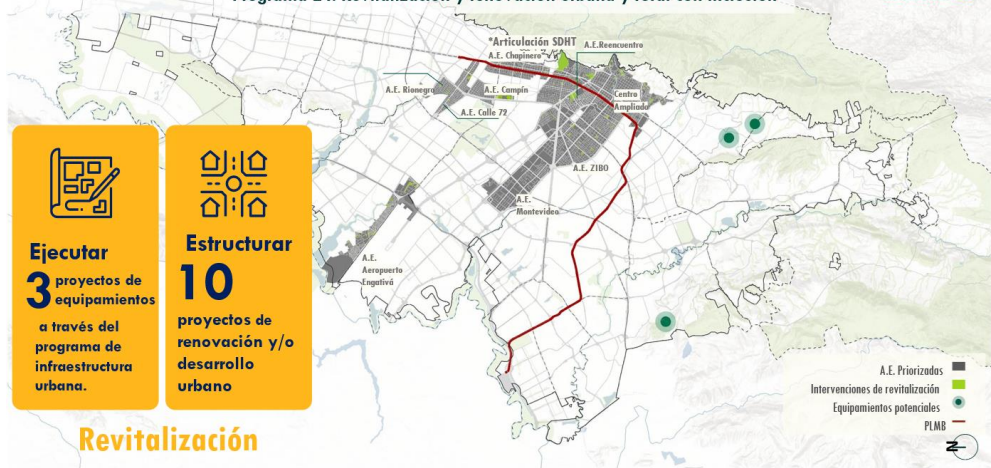 *Articulación SDHT
A.E. Chapinero
A.E.Reencuentro
A.E. Rionegro
A.E. Campín
A.E. Calle 72
Centro
Ampliado
A.E. ZIBO
A.E.
Montevideo
A.E.
Aeropuerto
Engativá
Ejecutar
3 proyectos de
equipamientos
a través del
programa de
infraestructura
urbana.
Estructurar
10
proyectos de
renovación y/o
desarrollo
urbano
Revitalización
A.E. Priorizadas
Intervenciones de revitalización
Equipamientos potenciales
PLMB
N